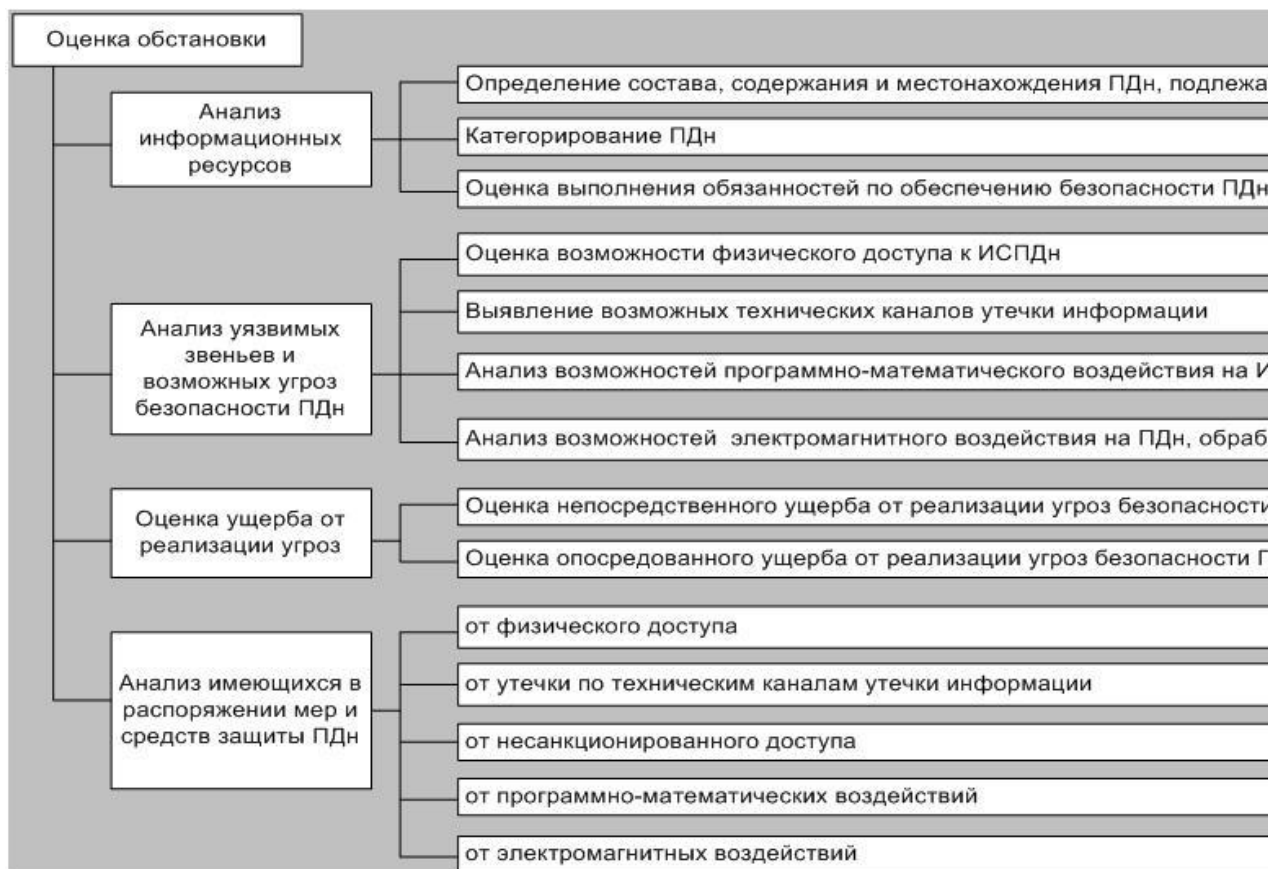 Оценка обстановки
Анализ
информационных
ресурсов
Определение состава, содержания и местонахождения ПДн, подлежа
Категорирование ПДн
Оценка выполнения обязанностей по обеспечению безопасности ПДн
Анализ уязвимых
звеньев и
возможных угроз
безопасности ПДн
Оценка возможности физического доступа к ИСПДн
Выявление возможных технических каналов утечки информации
Анализ возможностей программно-математического воздействия на И
Анализ возможностей электромагнитного воздействия на ПДн, обраб
Оценка ущерба от
реализации угроз
Оценка непосредственного ущерба от реализации угроз безопасности
Оценка опосредованного ущерба от реализации угроз безопасности П
Анализ имеющихся в
распоряжении мер и
средств защиты ПДн
от физического доступа
от утечки по техническим каналам утечки информации
от несанкционированного доступа
от программно-математических воздействий
от электромагнитных воздействий